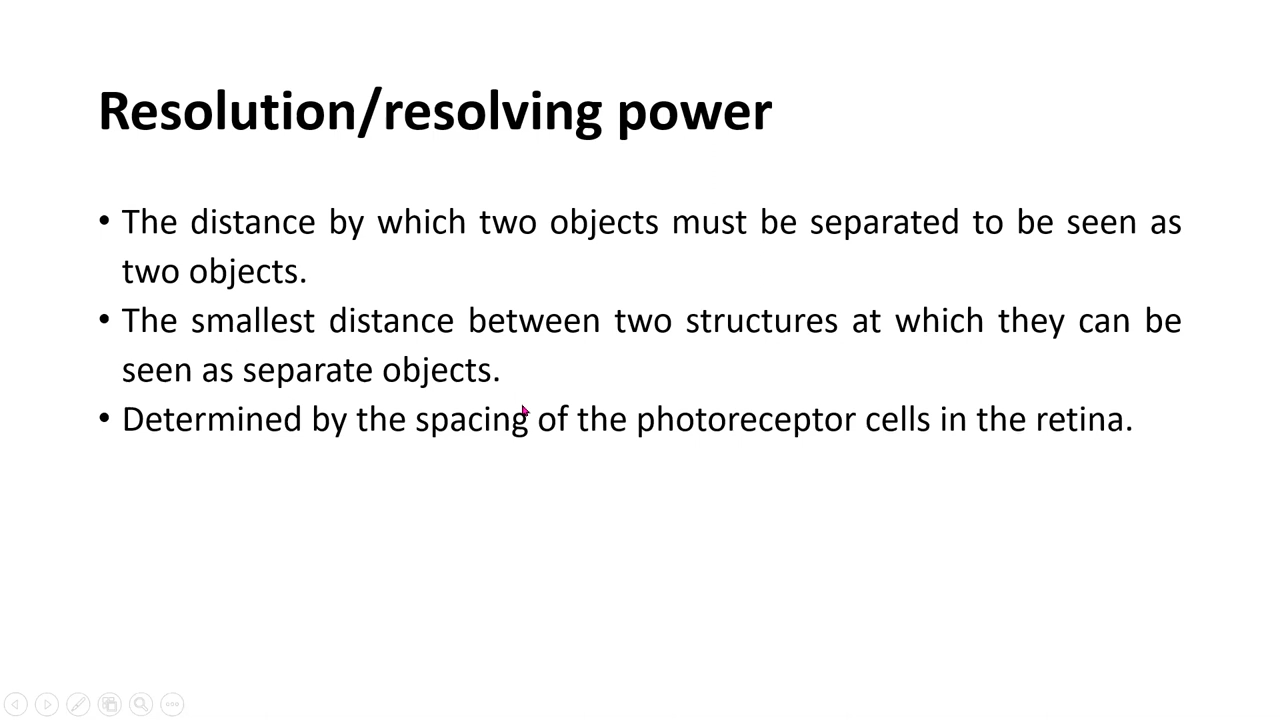 Resolution/resolving power
• The distance by which two objects must be separated to be seen as
two objects.
• The smallest distance between two structures at which they can be
seen as separate objects.
• Determined by the spacing of the photoreceptor cells in the retina.